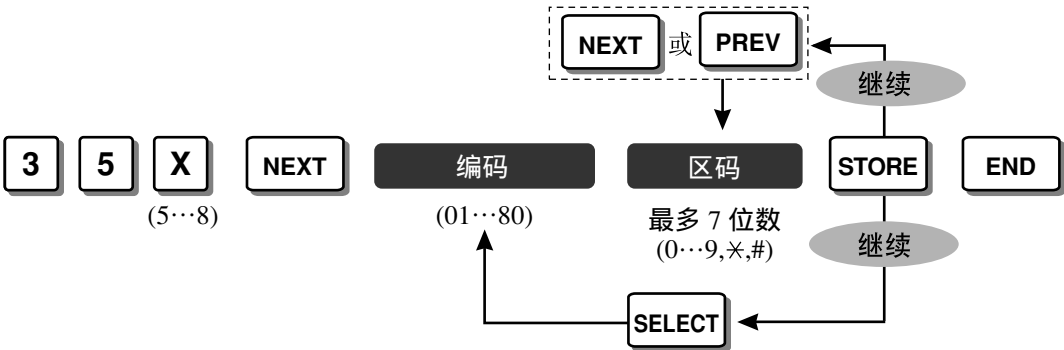 NEXT 或 PREV
继续
3 5 X NEXT 编码 区码 STORE END
(5…8) (01…80) 最多 7 位数
(0…9,✳,#)
继续
SELECT